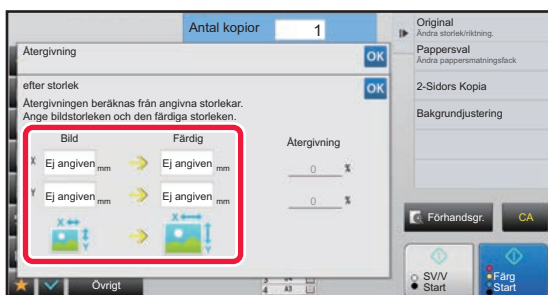 Antal kopior 1
Återgivning OK
efter storlek OK
Återgivningen beräknas från angivna storlekar.
Ange bildstorleken och den färdiga storleken.
Bild Färdig Återgivning
X Ej angiven mm Ej angiven mm 0 %
Y Ej angiven mm Ej angiven mm 0 %
X X
Y Y
Övrigt
4 A3
Original
Ändra storlek/riktning.
Pappersval
Ändra pappersmatningsfack
2-Sidors Kopia
Bakgrundjustering
Förhandsgr. CA
SV/V
Start
Färg
Start